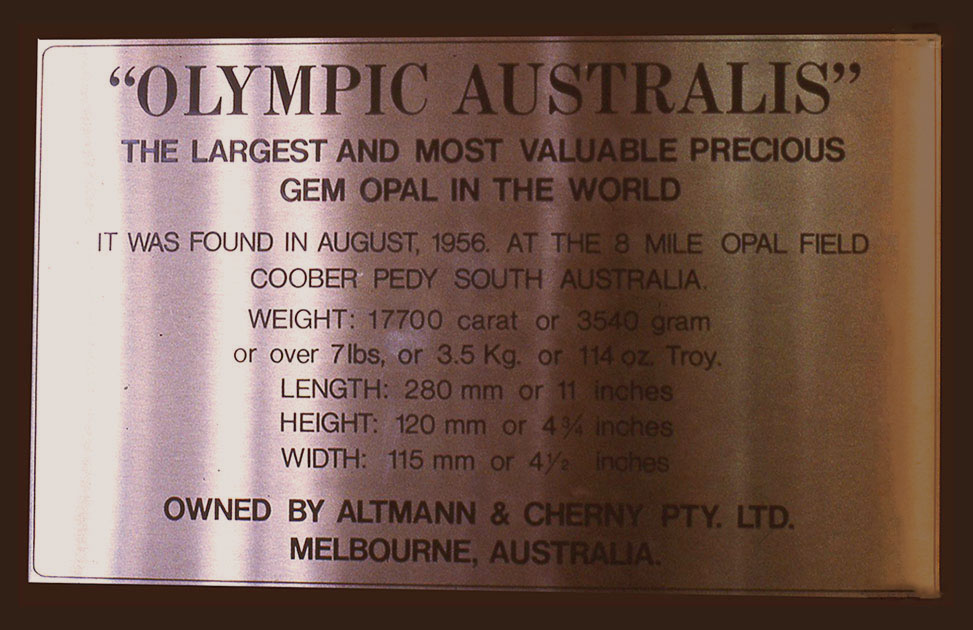 “OLYMPIC AUSTRALIS”
THE LARGEST AND MOST VALUABLE PRECIOUS
GEM OPAL IN THE WORLD
IT WAS FOUND IN AUGUST, 1956. AT THE 8 MILE OPAL FIELD
COOBER PEDY SOUTH AUSTRALIA.
WEIGHT: 17700 carat or 3540 gram
or over 7lbs, or 3.5 Kg. or 114 oz. Troy.
LENGTH: 280 mm or 11 inches
HEIGHT: 120 mm or 4 ¾ inches
WIDTH: 115 mm or 4½ inches
OWNED BY ALTMANN & CHERNY PTY. LTD.
MELBOURNE, AUSTRALIA.